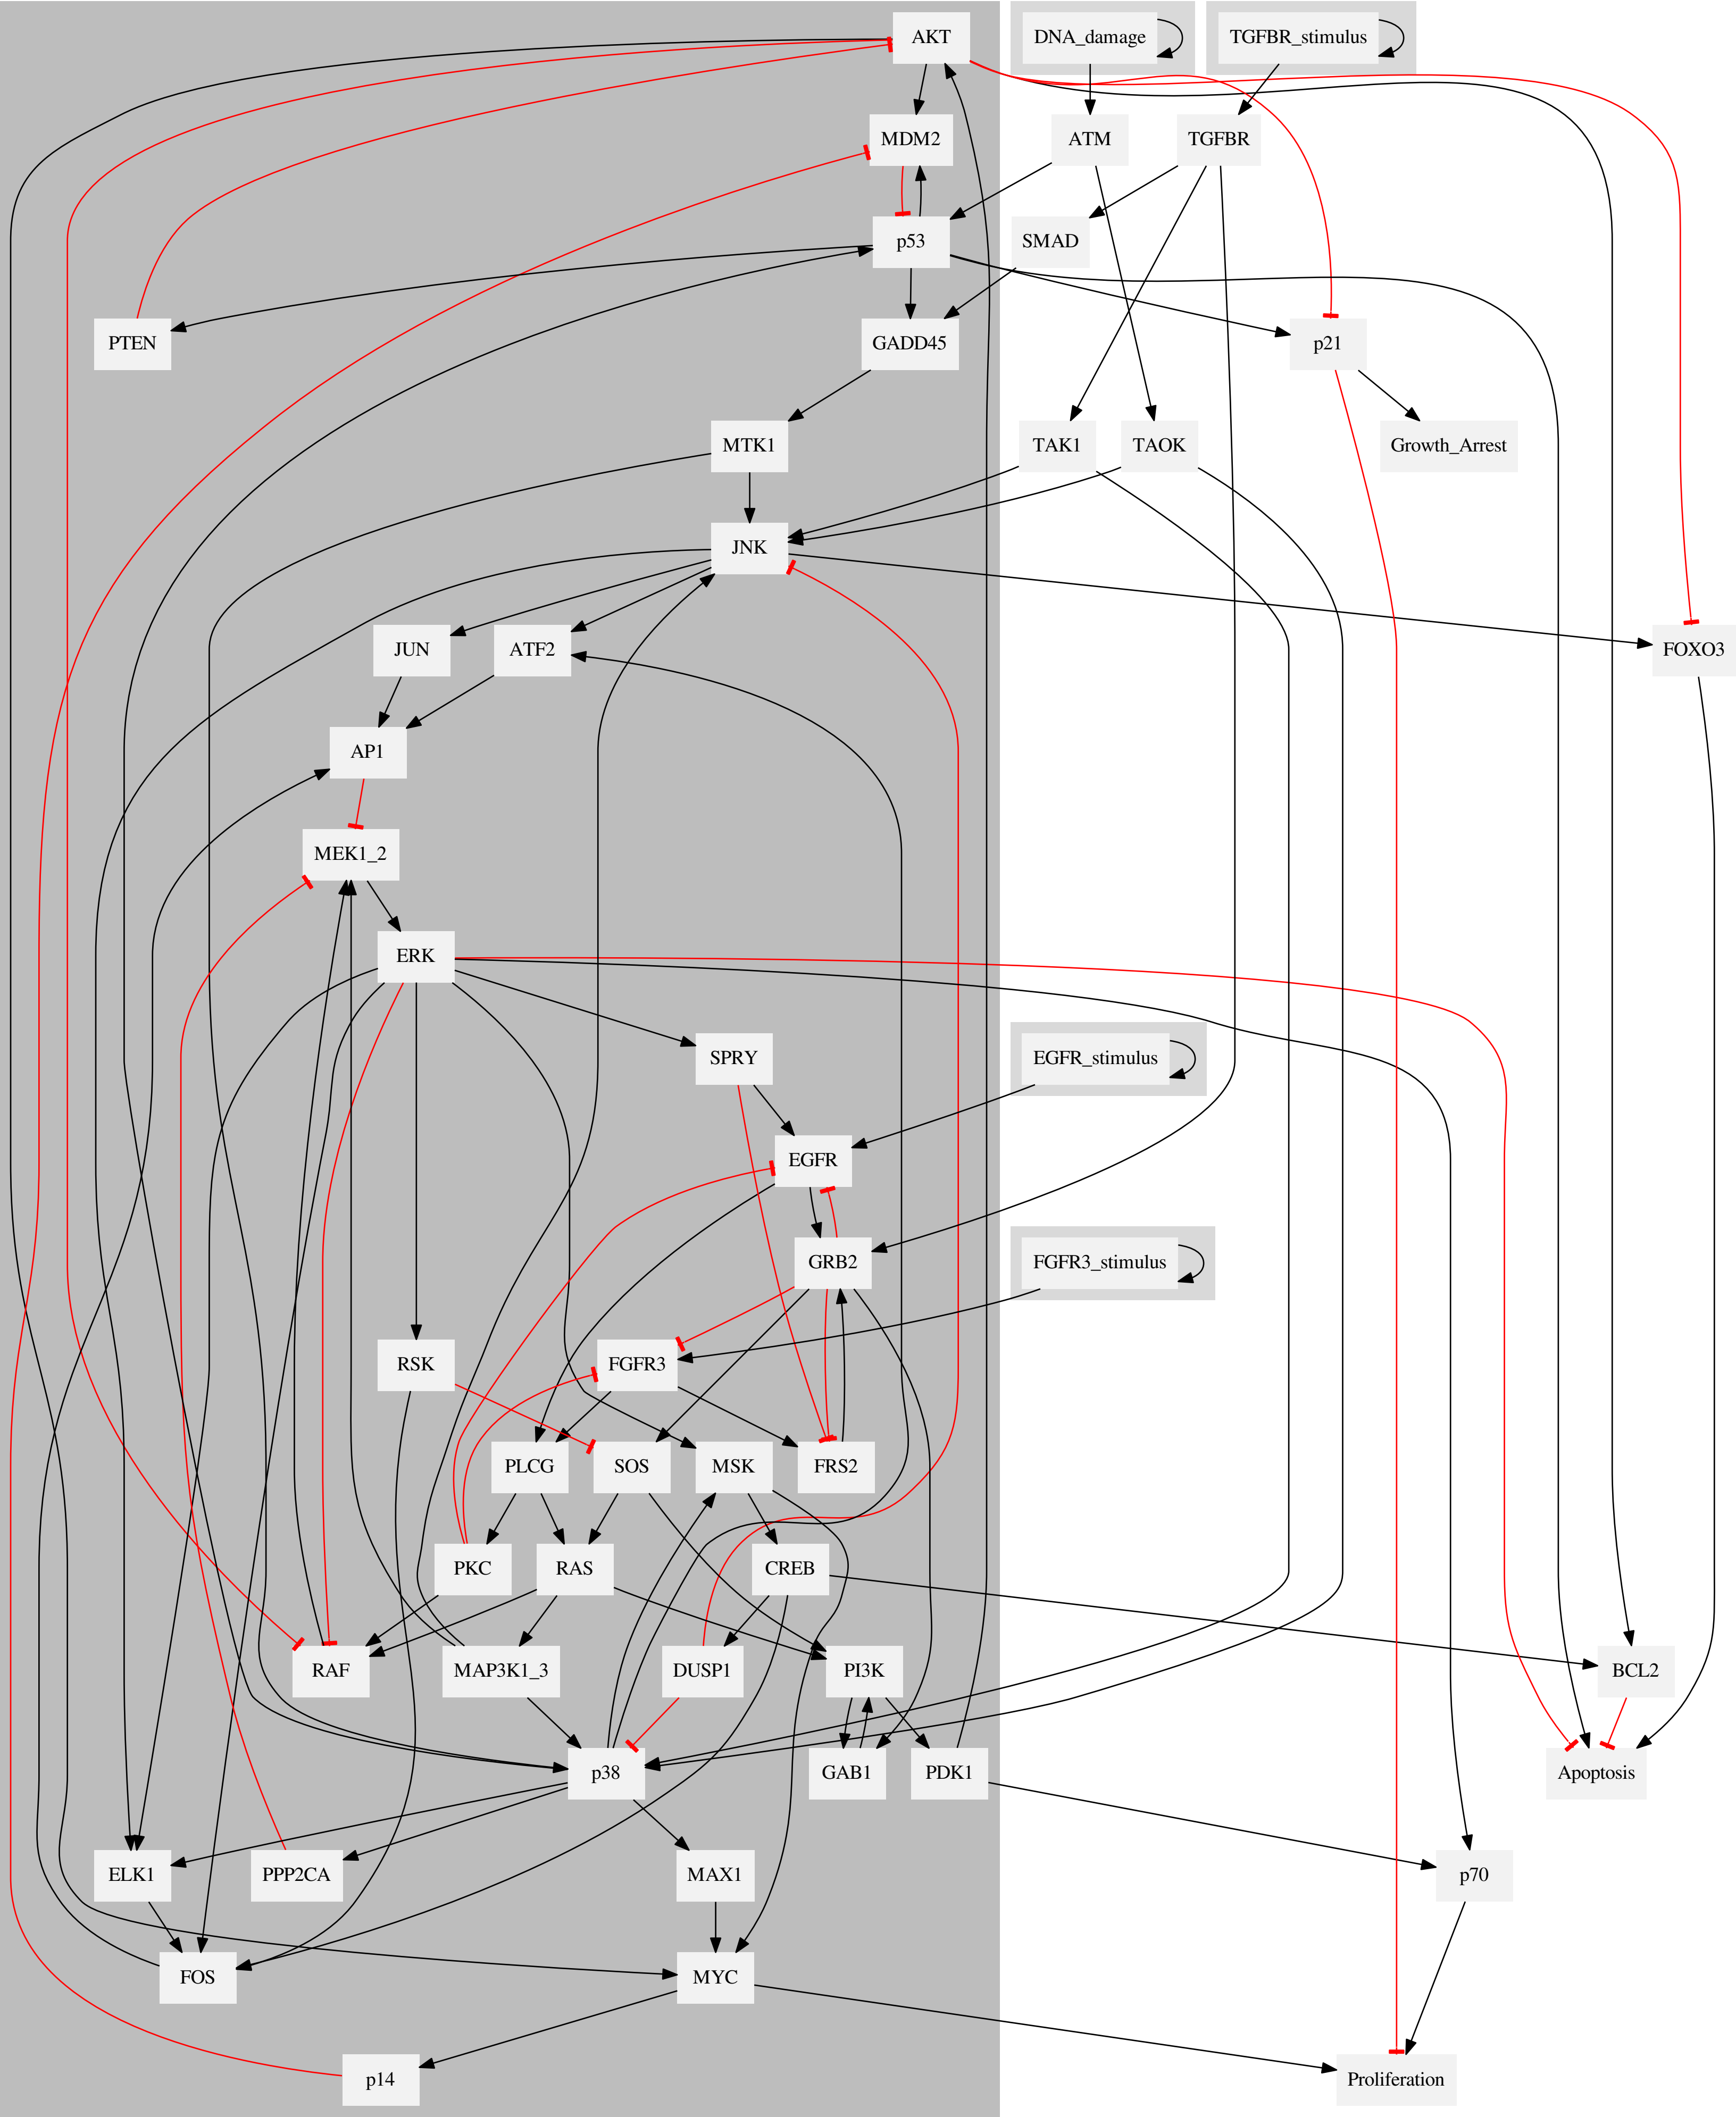 AKT
DNA_damage
TGFBR_stimulus
MDM2
ATM
TGFBR
p53
SMAD
PTEN
GADD45
p21
MTK1
TAK1
TAOK
Growth_Arrest
JNK
JUN
ATF2
FOXO3
AP1
MEK1_2
ERK
SPRY
EGFR_stimulus
EGFR
GRB2
FGFR3_stimulus
RSK
FGFR3
PLCG
SOS
MSK
FRS2
PKC
RAS
CREB
RAF
MAP3K1_3
DUSP1
PI3K
BCL2
p38
GAB1
PDK1
Apoptosis
ELK1
PPP2CA
MAX1
p70
FOS
MYC
p14
Proliferation